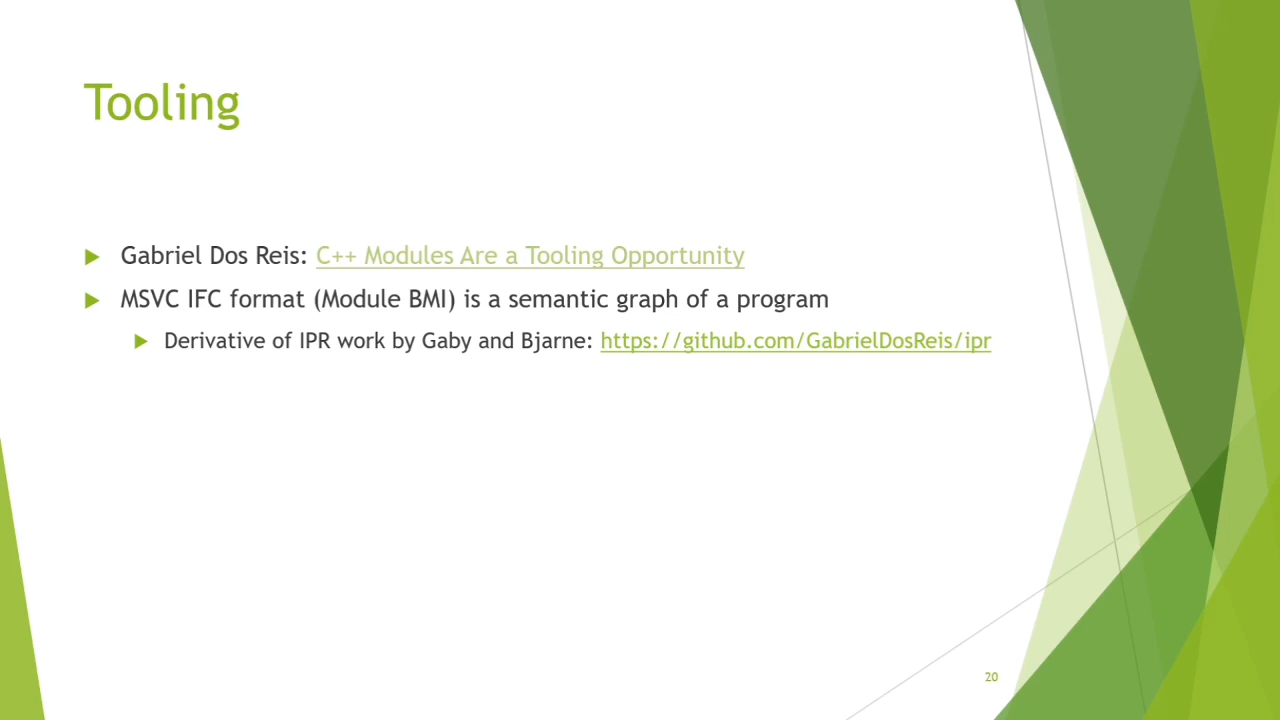 Tooling
Gabriel Dos Reis: C++ Modules Are a Tooling Opportunity
MSVC IFC format (Module BMI) is a semantic graph of a program
Derivative of IPR work by Gaby and Bjarne: https://github.com/GabrielDosReis/ipr
20